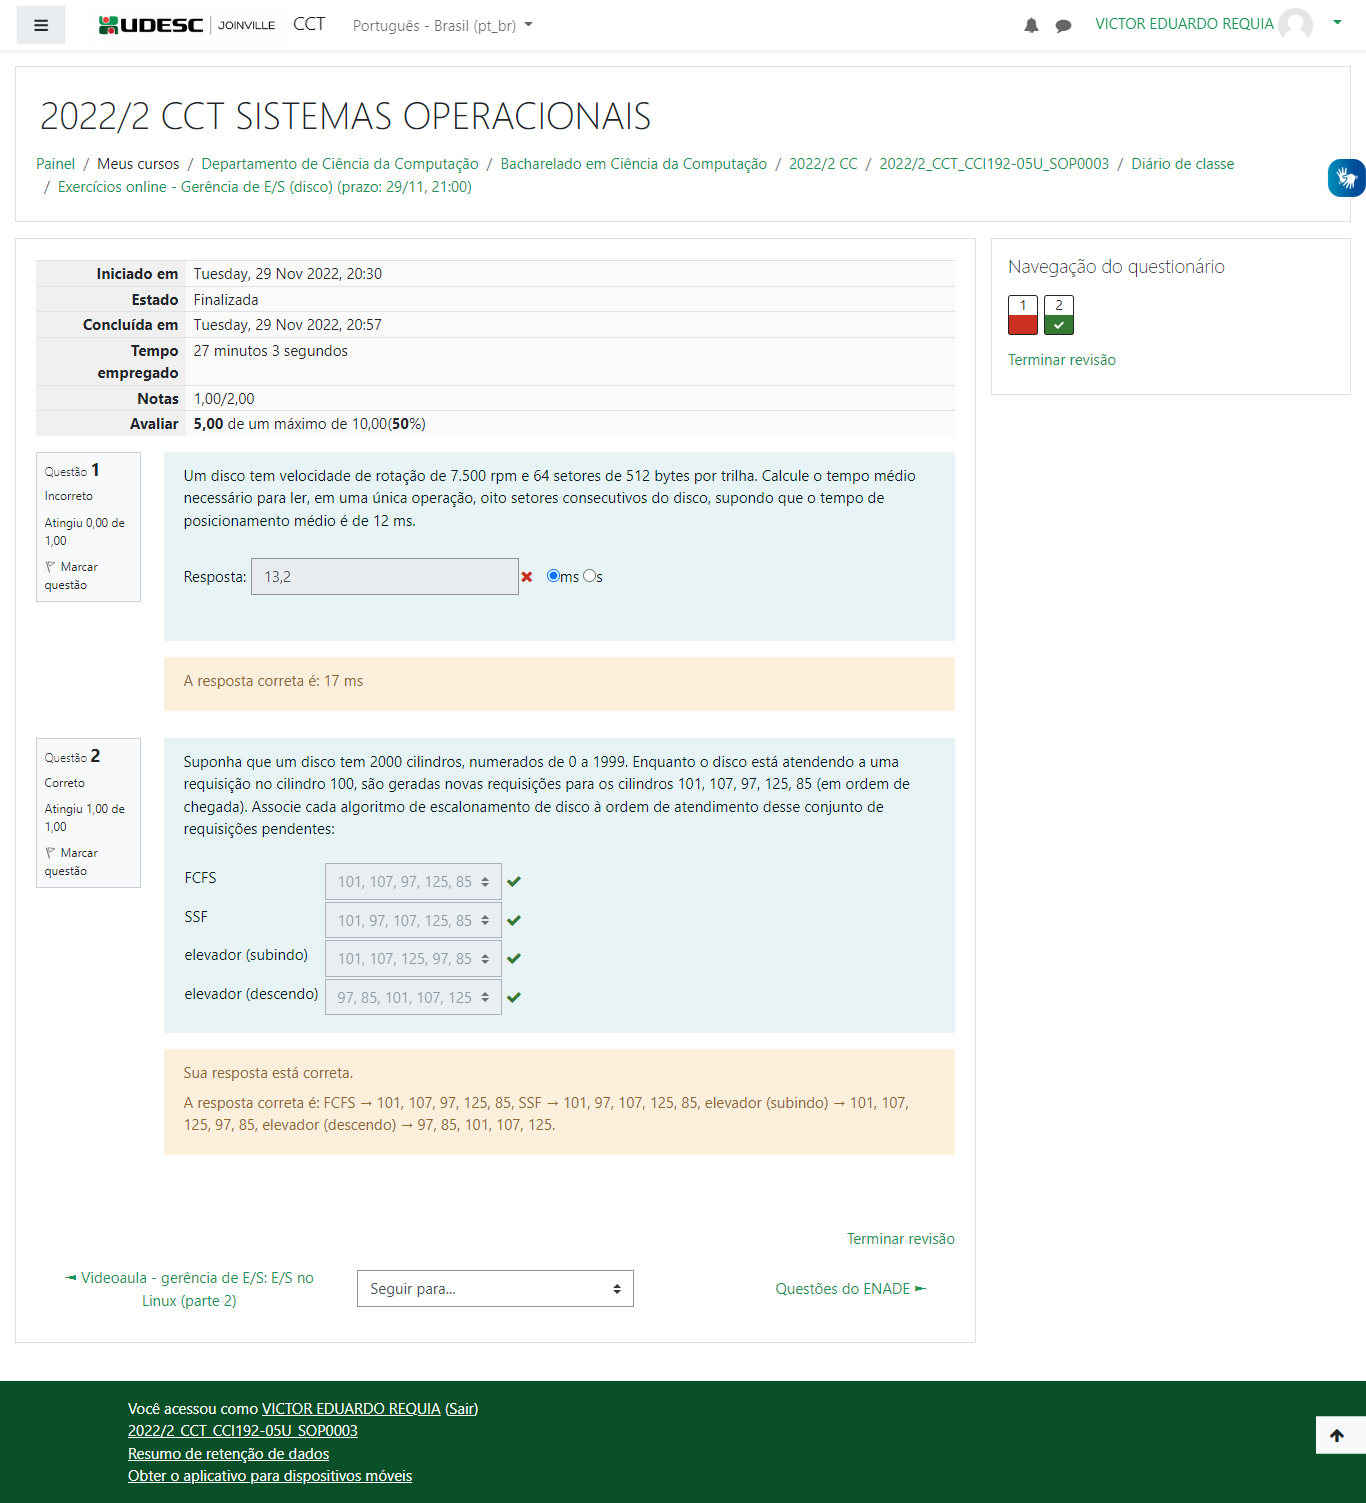 UDESC JOINVILLE CCT Português - Brasil (pt_br) VICTOR EDUARDO REQUIA
2022/2 CCT SISTEMAS OPERACIONAIS
Painel / Meus cursos / Departamento de Ciência da Computação / Bacharelado em Ciência da Computação / 2022/2 CC / 2022/2_CCT_CCI192-05U_SOP0003 / Diário de classe
/ Exercícios online - Gerência de E/S (disco) (prazo: 29/11, 21:00)
Iniciado em Tuesday, 29 Nov 2022, 20:30
Estado Finalizada
Concluída em Tuesday, 29 Nov 2022, 20:57
Tempo 27 minutos 3 segundos
empregado
Notas 1,00/2,00
Avaliar 5,00 de um máximo de 10,00(50%)
Navegação do questionário
1 2
Terminar revisão
Questão 1
Incorreto
Atingiu 0,00 de
1,00
Marcar
questão
Um disco tem velocidade de rotação de 7.500 rpm e 64 setores de 512 bytes por trilha. Calcule o tempo médio
necessário para ler, em uma única operação, oito setores consecutivos do disco, supondo que o tempo de
posicionamento médio é de 12 ms.
Resposta: 13,2 ms s
A resposta correta é: 17 ms
Questão 2
Correto
Atingiu 1,00 de
1,00
Marcar
questão
Suponha que um disco tem 2000 cilindros, numerados de 0 a 1999. Enquanto o disco está atendendo a uma
requisição no cilindro 100, são geradas novas requisições para os cilindros 101, 107, 97, 125, 85 (em ordem de
chegada). Associe cada algoritmo de escalonamento de disco à ordem de atendimento desse conjunto de
requisições pendentes:
FCFS 101, 107, 97, 125, 85
SSF 101, 97, 107, 125, 85
elevador (subindo) 101, 107, 125, 97, 85
elevador (descendo) 97, 85, 101, 107, 125
Sua resposta está correta.
A resposta correta é: FCFS → 101, 107, 97, 125, 85, SSF → 101, 97, 107, 125, 85, elevador (subindo) → 101, 107,
125, 97, 85, elevador (descendo) → 97, 85, 101, 107, 125.
Terminar revisão
◄ Videoaula - gerência de E/S: E/S no
Linux (parte 2)
Seguir para...
Questões do ENADE ►
Você acessou como VICTOR EDUARDO REQUIA (Sair)
2022/2_CCT_CCI192-05U_SOP0003
Resumo de retenção de dados
Obter o aplicativo para dispositivos móveis